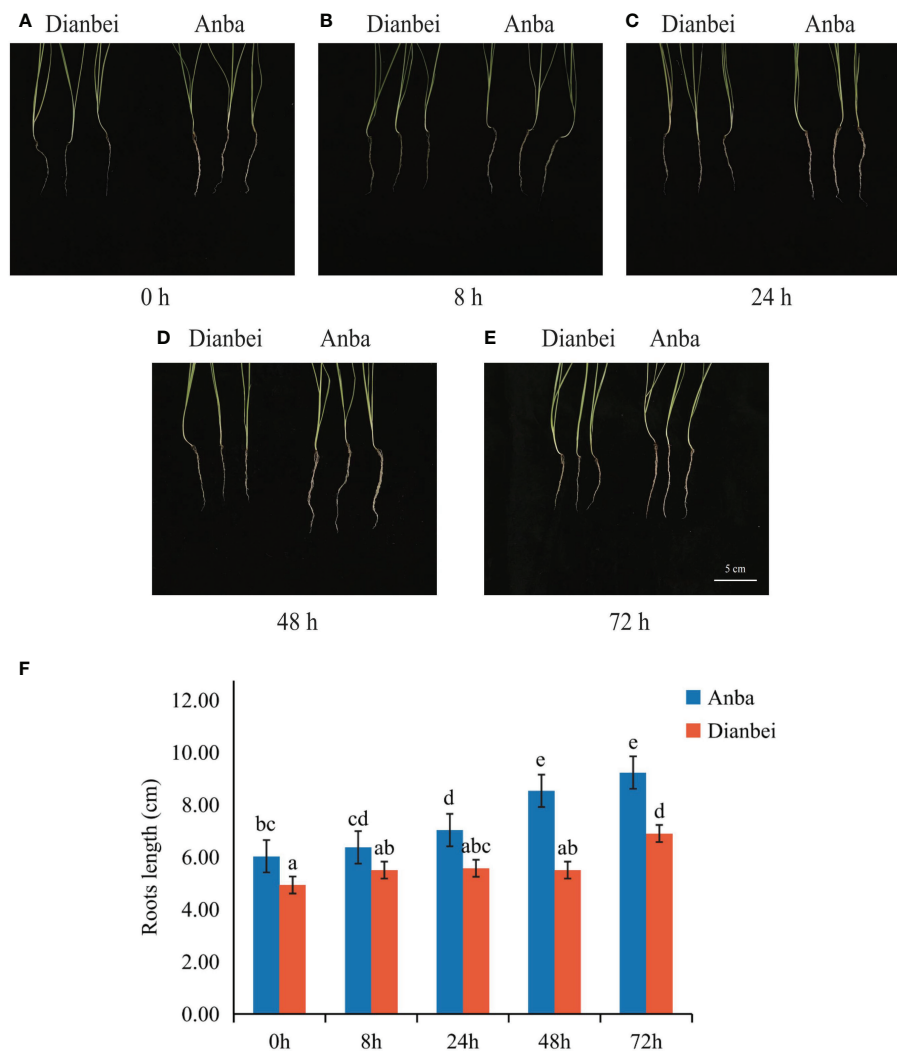 A Dianbei Anba
B Dianbei Anba
C Dianbei Anba
0 h
8 h
24 h
D Dianbei Anba
E Dianbei Anba
5 cm
48 h
72 h
F
Roots length (cm)
12.00
10.00
8.00
6.00
4.00
2.00
0.00
Anba
Dianbei
bc a cd ab d abc e ab e d
0h 8h 24h 48h 72h